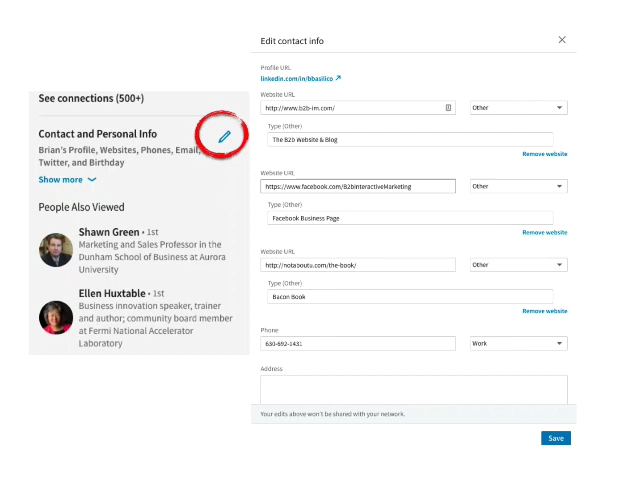 See connections (500+)
Contact and Personal Info
Brian's Profile, Websites, Phones, Email,
Twitter, and Birthday
Show more
People Also Viewed
Shawn Green • 1st
Marketing and Sales Professor in the
Dunham School of Business at Aurora
University
Ellen Huxtable • 1st
Business innovation speaker, trainer
and author; community board member
at Fermi National Accelerator
Laboratory
Edit contact info
Profile URL
linkedin.com/in/bbasilico
Website URL
http://www.b2b-im.com/
Other
Type (Other)
The B2b Website & Blog
Remove website
Website URL
https://www.facebook.com/B2bInteractiveMarketing
Other
Type (Other)
Facebook Business Page
Remove website
Website URL
http://notaboutu.com/the-book/
Other
Type (Other)
Bacon Book
Remove website
Phone
630-692-1431
Work
Address
Your edits above won't be shared with your network.
Save